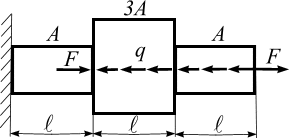 3A
A A
F q F
ℓ ℓ ℓ